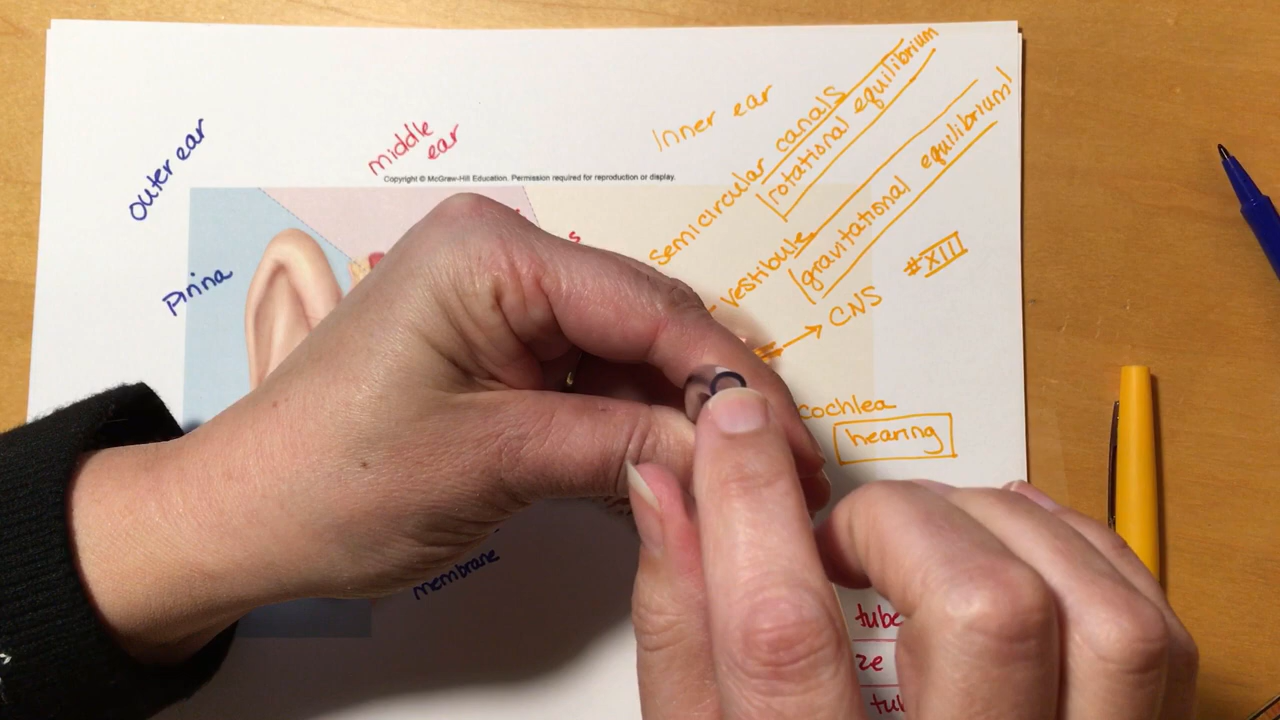 Outer ear
middle
ear
Inner ear
Copyright © McGraw-Hill Education. Permission required for reproduction or display.
Semicircular canals
rotational equilibrium
Pinna
s
vestibule
gravitational equilibrium
#XIII
CNS
Cochlea
hearing
membrane
tube
ze
tub